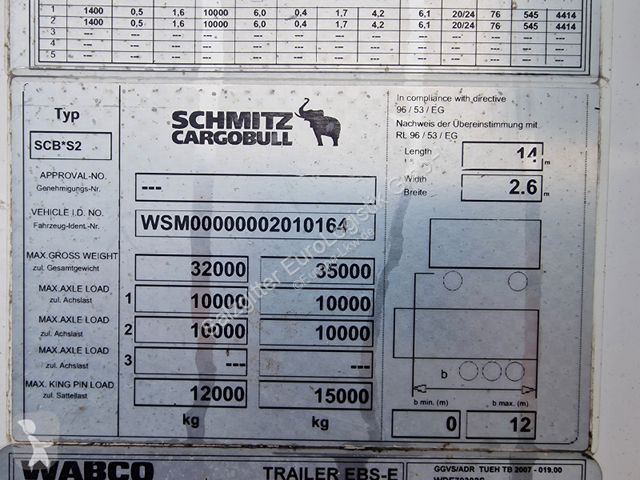 1 1400 0,5 1,6 10000 6,0 0,4 1,7 4,2 6,1 20/24 76 545 4414
2 1400 0,5 1,6 10000 6,0 0,4 1,7 4,2 6,1 20/24 76 545 4414
3 --- --- --- --- --- --- --- --- --- --- --- --- ---
4 --- --- --- --- --- --- --- --- --- --- --- --- ---
5 --- --- --- --- --- --- --- --- --- --- --- --- ---
Typ
SCB*S2
SCHMITZ
CARGOBULL
In compliance with directive
96 / 53 / EG
Nachweis der Übereinstimmung mit
RL 96 / 53 / EG
Length 14 m
Width
Breite 2.6 m
APPROVAL-NO.
Genehmigungs-Nr. ---
VEHICLE I.D. NO.
Fahrzeug-Ident.-Nr. WSM00000002010164
MAX.GROSS WEIGHT
zul. Gesamtgewicht 32000 35000
MAX.AXLE LOAD
zul. Achslast 1 10000 10000
MAX.AXLE LOAD
zul. Achslast 2 10000 10000
MAX.AXLE LOAD
zul. Achslast 3 --- ---
MAX. KING PIN LOAD
zul. Sattellast 12000 15000
kg kg
b
b min. (m) b max. (m)
0 12
Salzgitter EuroLogistik GmbH
WABCO
TRAILER EBS-E
GGVS/ADR TUEH TB 2007 - 019.00